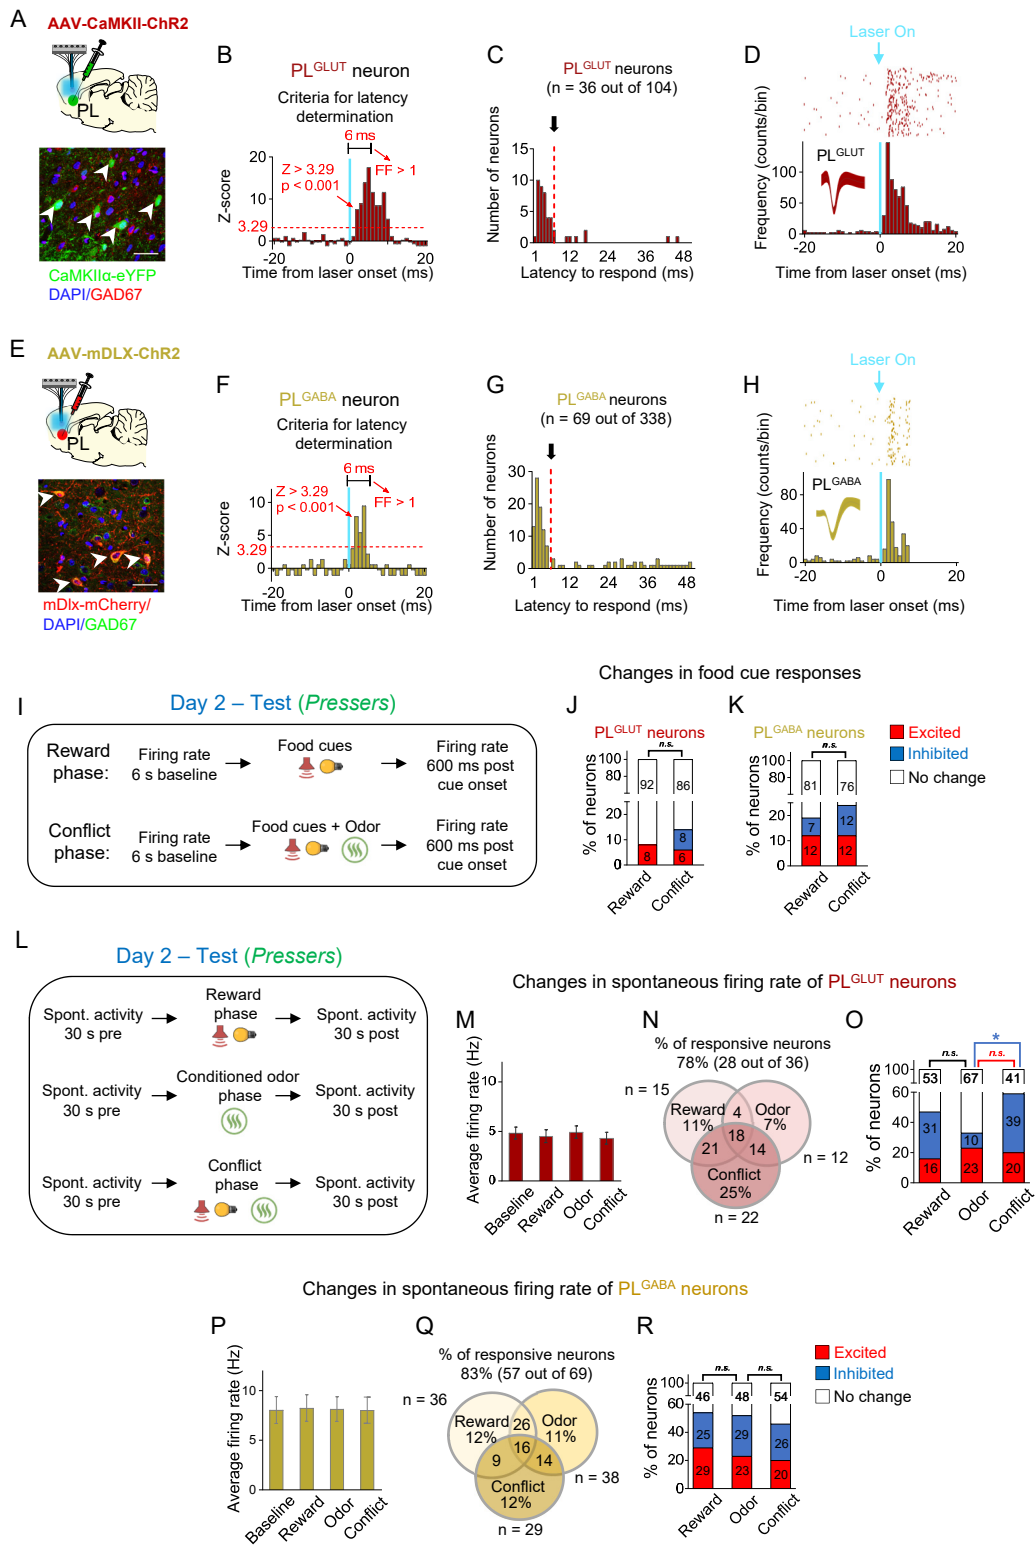 A
AAV-CaMKII-ChR2
PL
CaMKIIα-eYFP
DAPI/GAD67
B
PLGLUT neuron
Criteria for latency
determination
6 ms
Z > 3.29
p < 0.001
FF > 1
20
10
3.29
0
Z-score
-20
0
20
Time from laser onset (ms)
C
PLGLUT neurons
(n = 36 out of 104)
15
10
5
0
Number of neurons
1
12
24
36
48
Latency to respond (ms)
D
Laser On
PLGLUT
Frequency (counts/bin)
150
100
50
0
-20
0
20
Time from laser onset (ms)
E
AAV-mDLX-ChR2
PL
mDlx-mCherry/
DAPI/GAD67
F
PLGABA neuron
Criteria for latency
determination
6 ms
Z > 3.29
p < 0.001
FF > 1
10
5
3.29
0
Z-score
-20
0
20
Time from laser onset (ms)
G
PLGABA neurons
(n = 69 out of 338)
30
20
10
0
Number of neurons
1
12
24
36
48
Latency to respond (ms)
H
Laser On
PLGABA
Frequency (counts/bin)
80
40
0
-20
0
20
Time from laser onset (ms)
I
Day 2 – Test (Pressers)
Reward
phase:
Firing rate
6 s baseline
Food cues
Firing rate
600 ms post
cue onset
Conflict
phase:
Firing rate
6 s baseline
Food cues + Odor
Firing rate
600 ms post
cue onset
Changes in food cue responses
J
PLGLUT neurons
n.s.
100
80
20
10
0
% of neurons
92
8
86
8
6
Reward
Conflict
K
PLGABA neurons
n.s.
100
80
20
10
0
% of neurons
81
7
12
76
12
12
Reward
Conflict
Excited
Inhibited
No change
L
Day 2 – Test (Pressers)
Spont. activity
30 s pre
Reward
phase
Spont. activity
30 s post
Spont. activity
30 s pre
Conditioned odor
phase
Spont. activity
30 s post
Spont. activity
30 s pre
Conflict
phase
Spont. activity
30 s post
Changes in spontaneous firing rate of PLGLUT neurons
M
10
5
0
Average firing rate (Hz)
Baseline
Reward
Odor
Conflict
N
% of responsive neurons
78% (28 out of 36)
n = 15
Reward
11%
4
Odor
7%
18
21
14
n = 12
Conflict
25%
n = 22
O
*
n.s.
n.s.
100
60
40
20
0
% of neurons
53
31
16
67
10
23
41
39
20
Reward
Odor
Conflict
Changes in spontaneous firing rate of PLGABA neurons
P
10
5
0
Average firing rate (Hz)
Baseline
Reward
Odor
Conflict
Q
% of responsive neurons
83% (57 out of 69)
n = 36
Reward
12%
26
Odor
11%
16
9
14
n = 38
Conflict
12%
n = 29
R
n.s.
n.s.
100
60
40
20
0
% of neurons
46
25
29
48
29
23
54
26
20
Reward
Odor
Conflict
Excited
Inhibited
No change